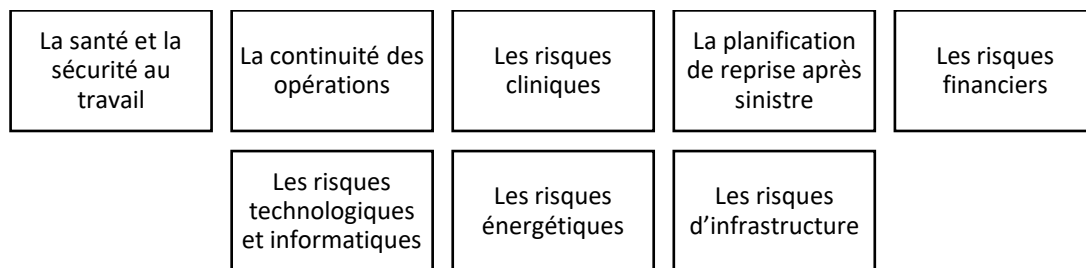 La santé et la
sécurité au
travail
La continuité des
opérations
Les risques
cliniques
La planification
de reprise après
sinistre
Les risques
financiers
Les risques
technologiques
et informatiques
Les risques
énergétiques
Les risques
d’infrastructure